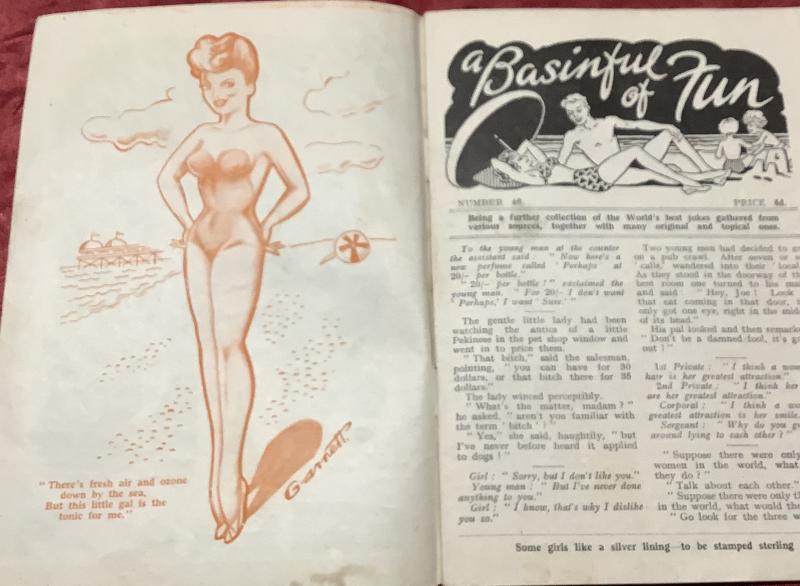 "There's fresh air and ozone
down by the sea,
But this little gal is the
tonic for me."
Garnett
a Basinful
of Fun
NUMBER 46. PRICE 6d.
Being a further collection of the World's best jokes gathered from
various sources, together with many original and topical ones.
To the young man at the counter
the assistant said: "Now here's a
new perfume called 'Perhaps' at
20/- per bottle."
"20/- per bottle!" exclaimed the
young man. "For 20/- I don't want
'Perhaps,' I want 'Sure.'"
The gentle little lady had been
watching the antics of a little
Pekinese in the pet shop window and
went in to price them.
"That bitch," said the salesman,
pointing, "you can have for 30
dollars, or that bitch there for 35
dollars."
The lady winced perceptibly.
"What's the matter, madam?"
he asked, "aren't you familiar with
the term 'bitch'?"
"Yes," she said, haughtily, "but
I've never before heard it applied
to dogs!"
Girl: "Sorry, but I don't like you."
Young man: "But I've never done
anything to you."
Girl: "I know, that's why I dislike
you so."
Two young men had decided to
on a pub crawl. After seven or
'calls,' wandered into their 'local
As they stood in the doorway of th
best room one turned to his
and said: "Hey, Joe! Look
that cat coming in that door,
only got one eye, right in the
of its head."
His pal looked and then
"Don't be a damned fool, it's
out!"
1st Private: "I think a
hair is her greatest attraction."
2nd Private: "I think her
are her greatest attraction."
Corporal: "I think a
greatest attraction is her smile.
Sergeant: "Why do you
around lying to each other?"
"Suppose there were only
women in the world, what
they do?"
"Talk about each other."
"Suppose there were only
in the world, what would
"Go look for the three
Some girls like a silver lining—to be stamped sterling